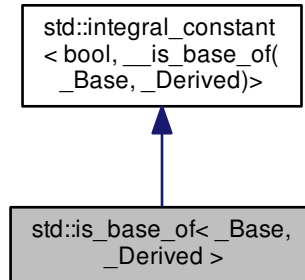 std::integral_constant
< bool, __is_base_of(
_Base, _Derived)>
std::is_base_of< _Base,
_Derived >